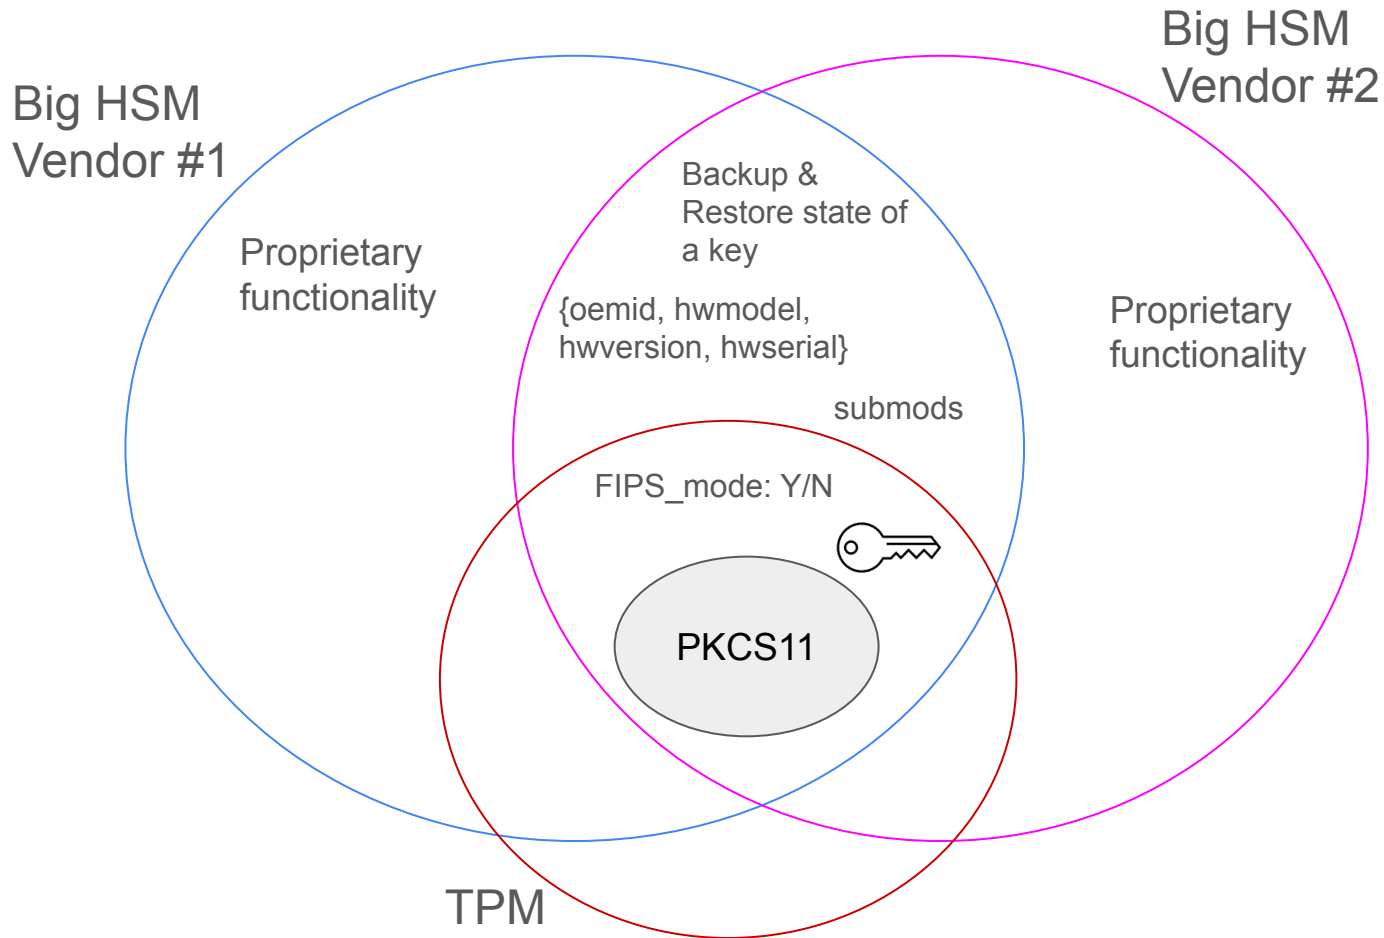 Big HSM
Vendor #1
Big HSM
Vendor #2
Backup &
Restore state of
a key
Proprietary
functionality
{oemid, hwmodel,
hwversion, hwserial}
Proprietary
functionality
submods
FIPS_mode: Y/N
PKCS11
TPM